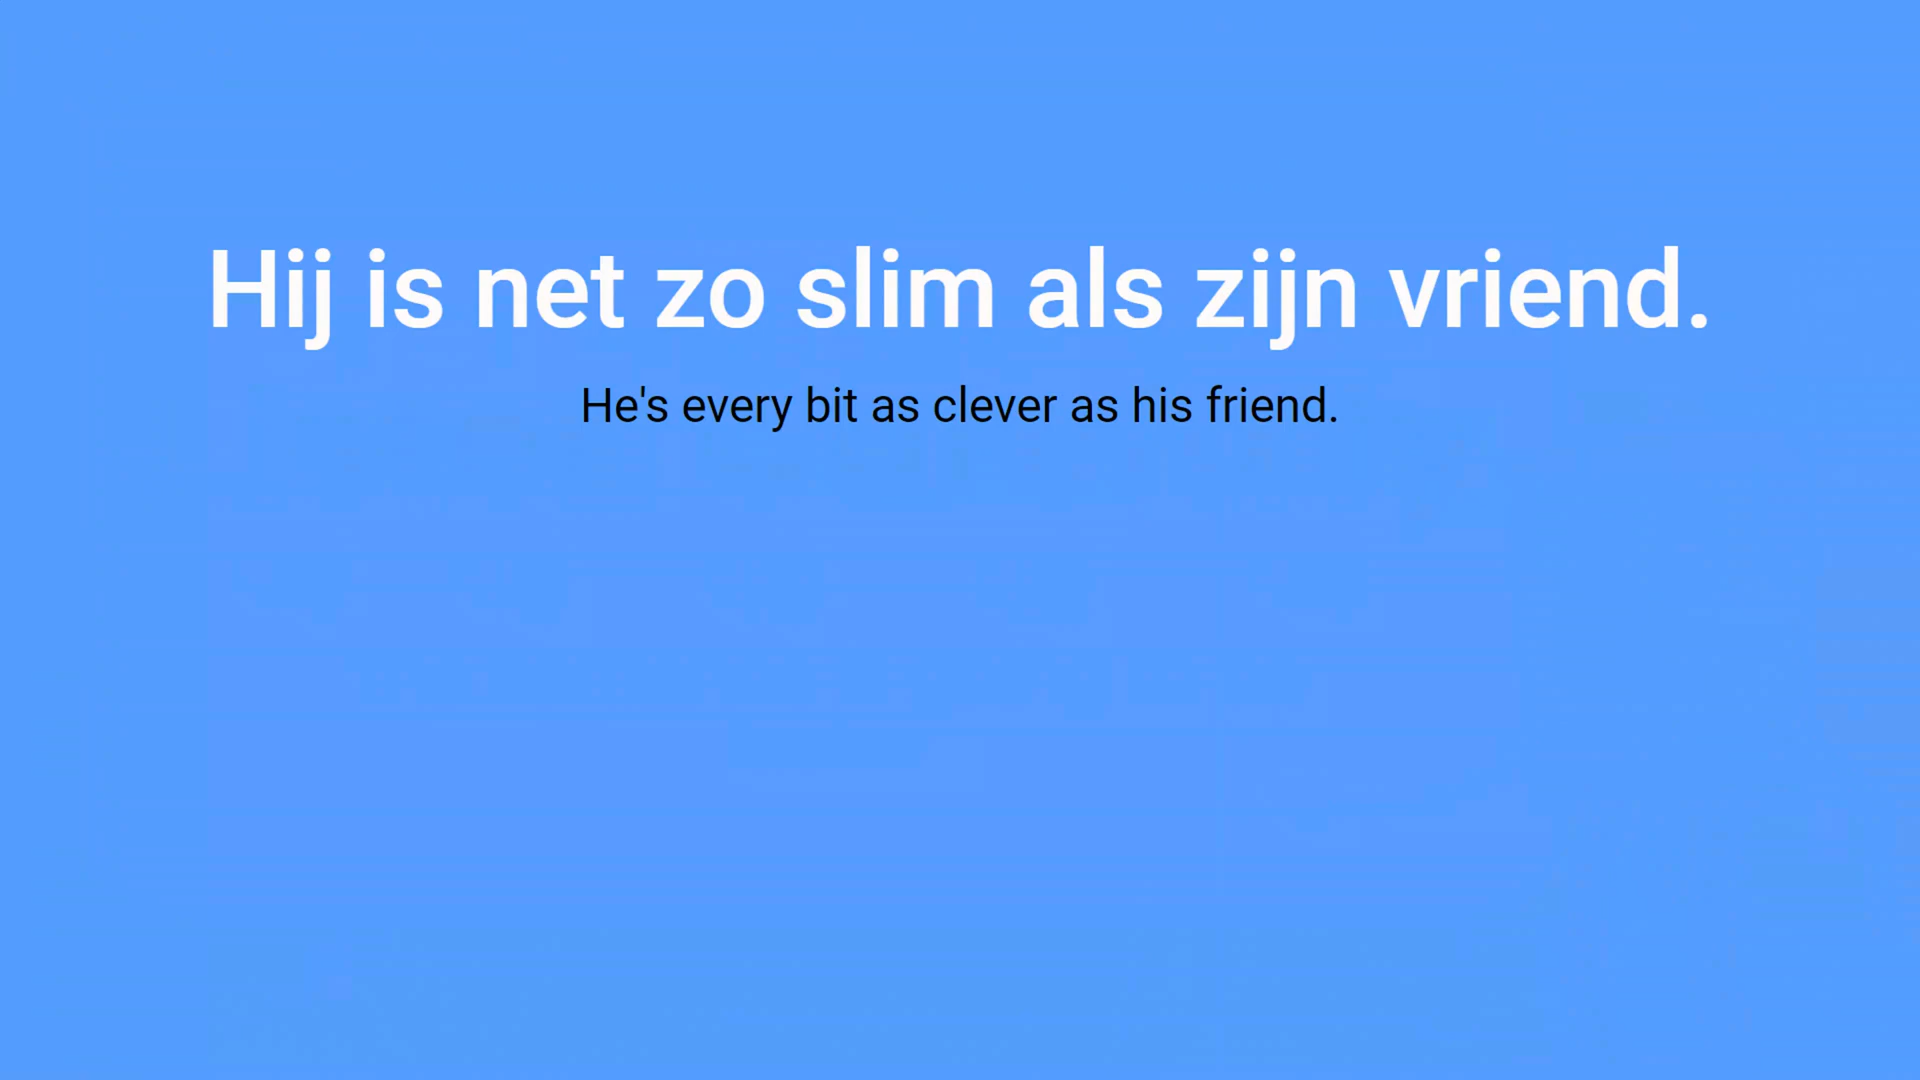 Hij is net zo slim als zijn vriend.
He's every bit as clever as his friend.